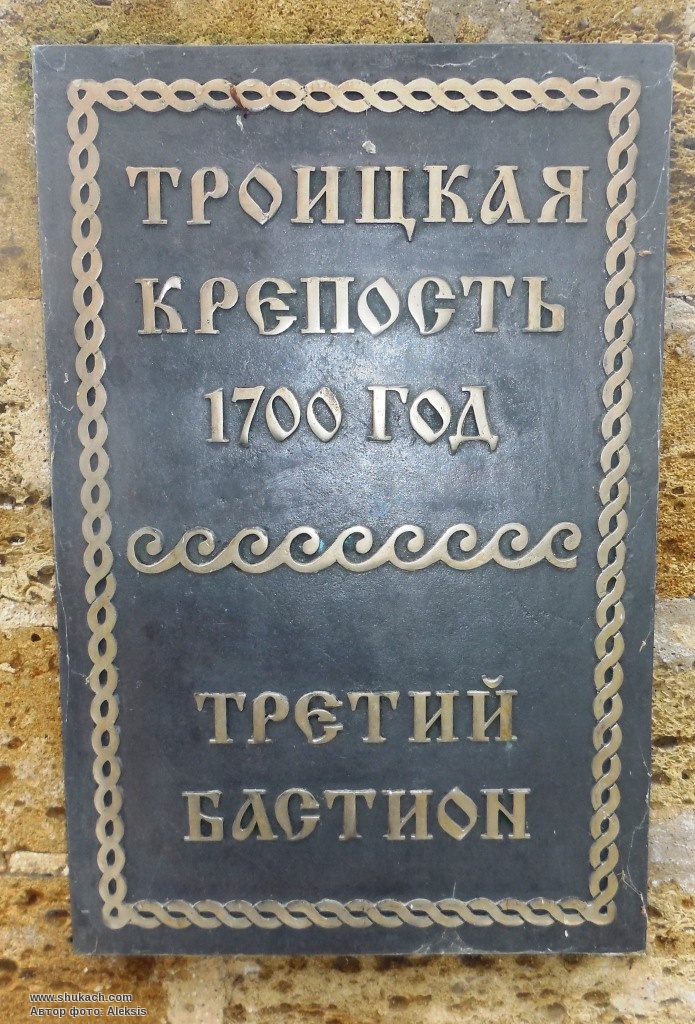 ТРОИЦКАЯ
КРЕПОСТЬ
1700 ГОД
ТРЕТИЙ
БАСТИОН
www.shukach.com
Автор фото: Aleksis